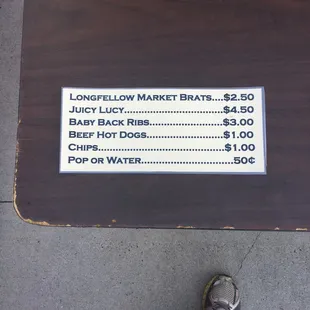 LONGFELLOW MARKET BRATS....$2.50
JUICY LUCY.............................$4.50
BABY BACK RIBS.....................$3.00
BEEF HOT DOGS......................$1.00
CHIPS.......................................$1.00
POP OR WATER.........................50¢